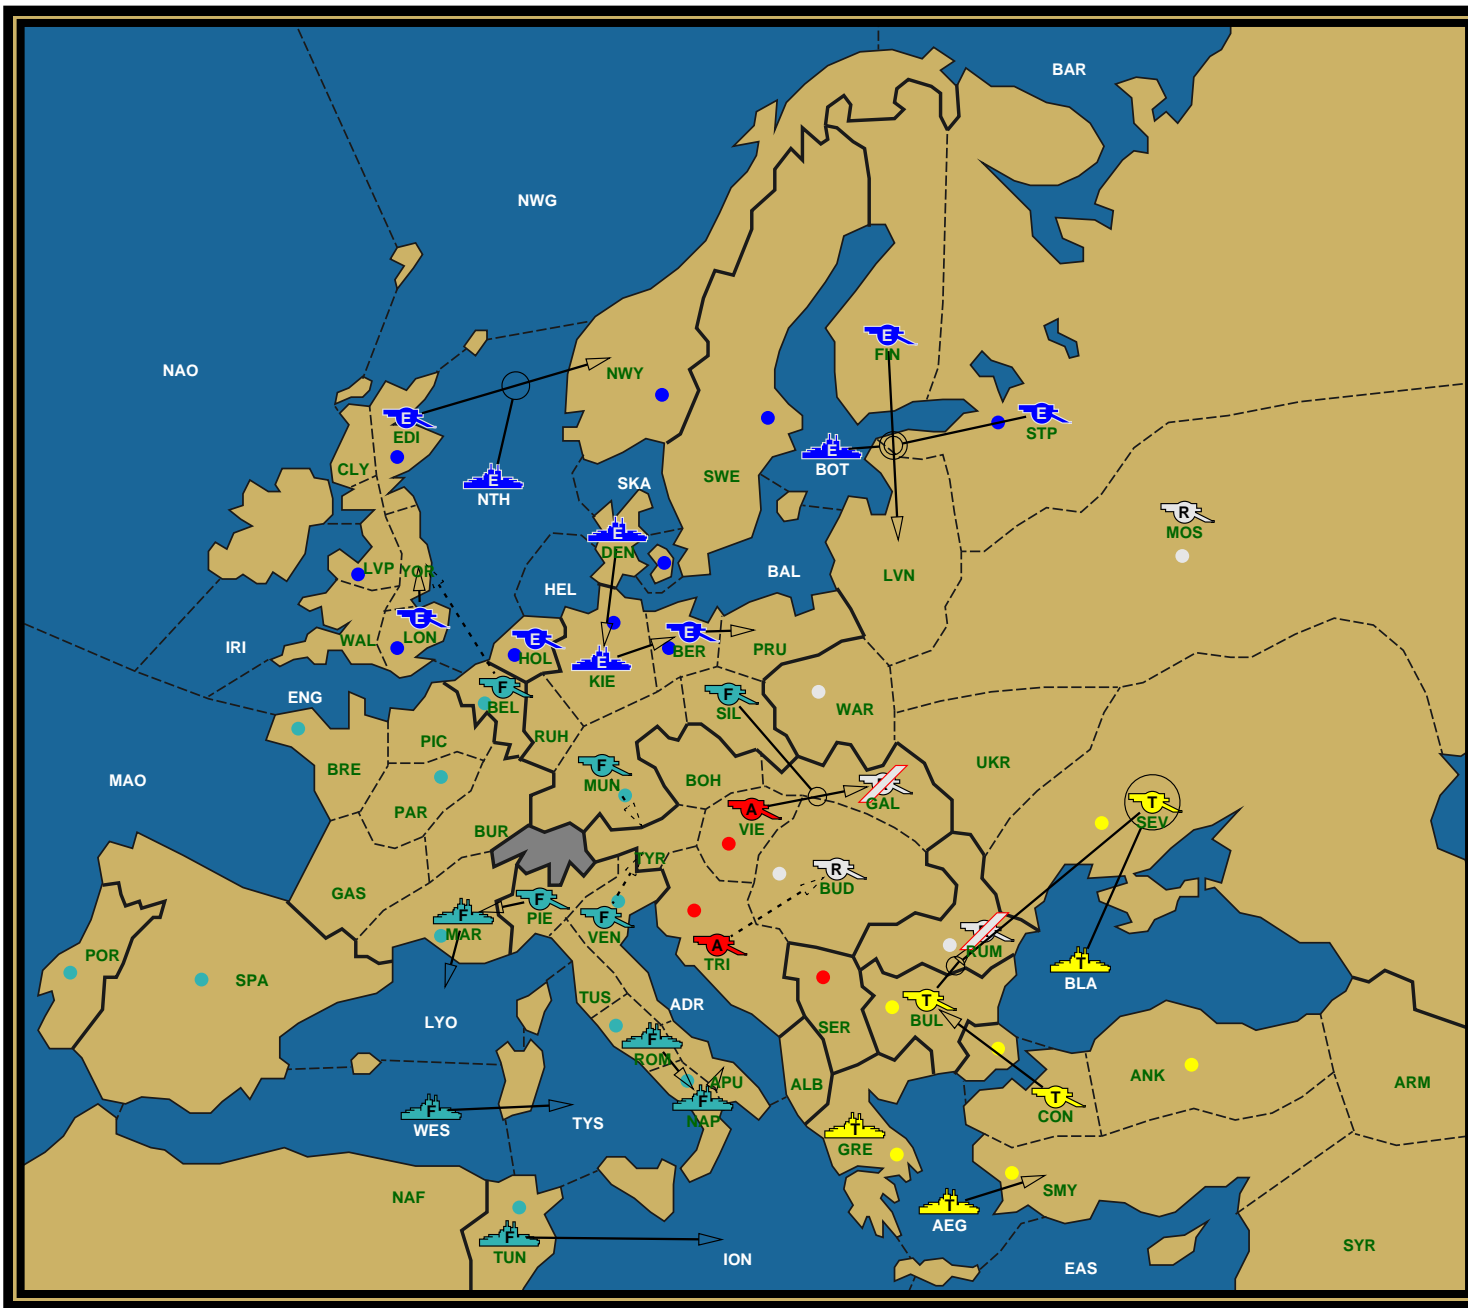 BAR
NWG
E
FIN
NAO
NWY
E
EDI
E
STP
CLY
E
NTH
SKA
SWE
E
BOT
R
MOS
E
DEN
LVP
YOR
HEL
BAL
LVN
E
LON
WAL
IRI
E
HOL
E
KIE
E
BER
PRU
ENG
F
BEL
F
SIL
WAR
PIC
RUH
BRE
MAO
F
MUN
BOH
UKR
GAL
PAR
A
VIE
T
SEV
BUR
TYR
R
BUD
GAS
F
PIE
F
MAR
F
VEN
A
TRI
RUM
POR
SPA
T
BLA
TUS
ADR
LYO
T
BUL
SER
F
ROM
APU
ALB
ANK
ARM
F
WES
TYS
F
NAP
T
CON
T
GRE
NAF
SMY
T
AEG
F
TUN
ION
EAS
SYR